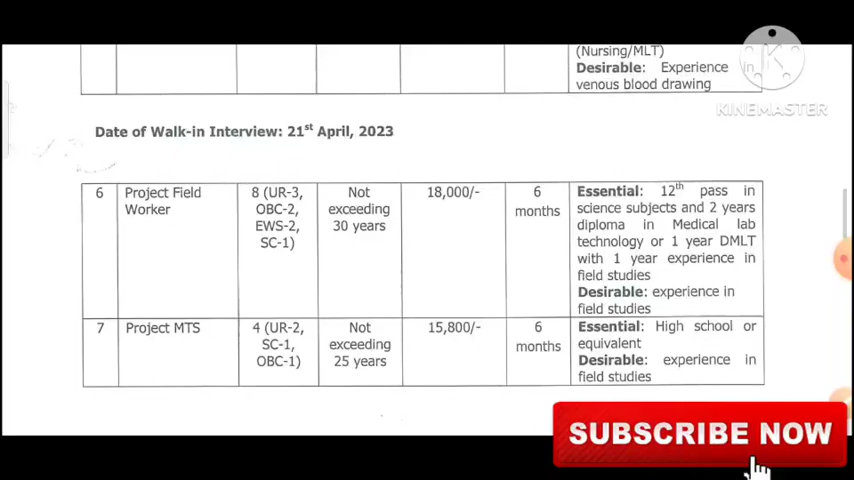 (Nursing/MLT)
Desirable: Experience in
venous blood drawing
KINEMASTER
Date of Walk-in Interview: 21st April, 2023
6 Project Field Worker 8 (UR-3, OBC-2, EWS-2, SC-1) Not exceeding 30 years 18,000/- 6 months Essential: 12th pass in
science subjects and 2 years
diploma in Medical lab
technology or 1 year DMLT
with 1 year experience in
field studies
Desirable: experience in
field studies
7 Project MTS 4 (UR-2, SC-1, OBC-1) Not exceeding 25 years 15,800/- 6 months Essential: High school or
equivalent
Desirable: experience in
field studies
SUBSCRIBE NOW